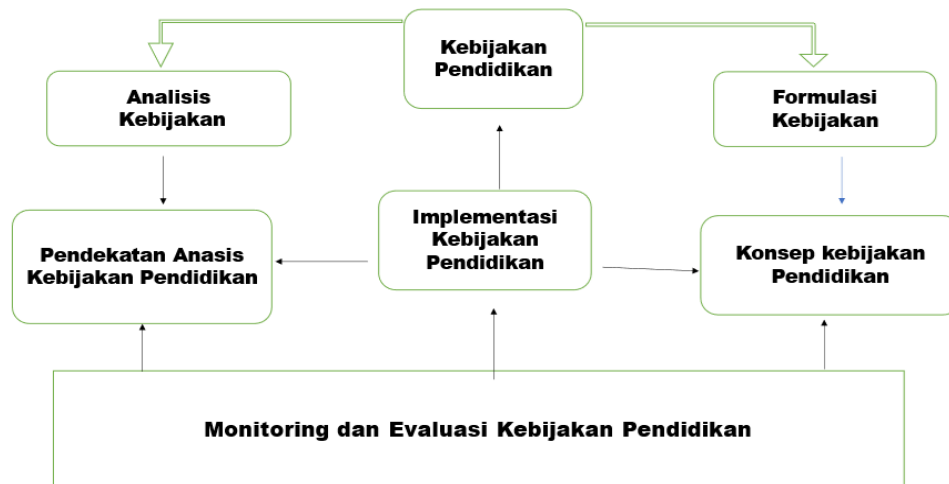 Kebijakan
Pendidikan
Analisis
Kebijakan
Formulasi
Kebijakan
Implementasi
Kebijakan
Pendidikan
Pendekatan Anasis
Kebijakan Pendidikan
Konsep kebijakan
Pendidikan
Monitoring dan Evaluasi Kebijakan Pendidikan